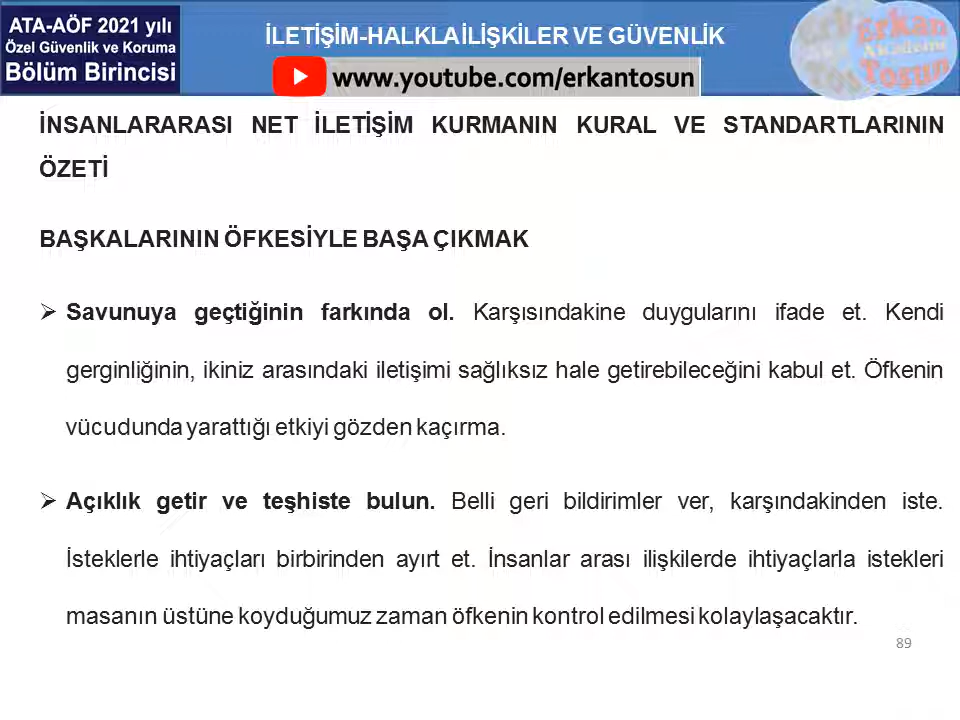 ATA-AÖF 2021 yılı
Özel Güvenlik ve Koruma
Bölüm Birincisi
İLETİŞİM-HALKLA İLİŞKİLER VE GÜVENLİK
www.youtube.com/erkantosun
Erkan
Akademi
Tosun
İNSANLARARASI NET İLETİŞİM KURMANIN KURAL VE STANDARTLARININ
ÖZETİ
BAŞKALARININ ÖFKESİYLE BAŞA ÇIKMAK
Savunuya geçtiğinin farkında ol. Karşısındakine duygularını ifade et. Kendi
gerginliğinin, ikiniz arasındaki iletişimi sağlıksız hale getirebileceğini kabul et. Öfkenin
vücudunda yarattığı etkiyi gözden kaçırma.
Açıklık getir ve teşhiste bulun. Belli geri bildirimler ver, karşındakinden iste.
İsteklerle ihtiyaçları birbirinden ayırt et. İnsanlar arası ilişkilerde ihtiyaçlarla istekleri
masanın üstüne koyduğumuz zaman öfkenin kontrol edilmesi kolaylaşacaktır.
89